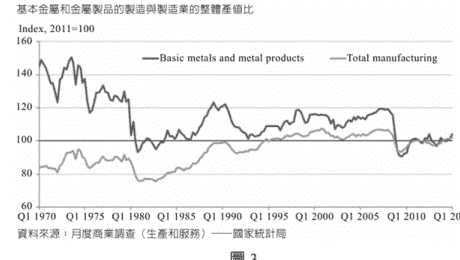 基本金屬和金屬製品的製造與製造業的整體產值比
Index, 2011=100
160
Basic metals and metal products
Total manufacturing
140
120
100
80
60
Q1 1970 Q1 1975 Q1 1980 Q1 1985 Q1 1990 Q1 1995 Q1 2000 Q1 2005 Q1 2010 Q1 20
資料來源：月度商業調查（生產和服務）——國家統計局
圖 3